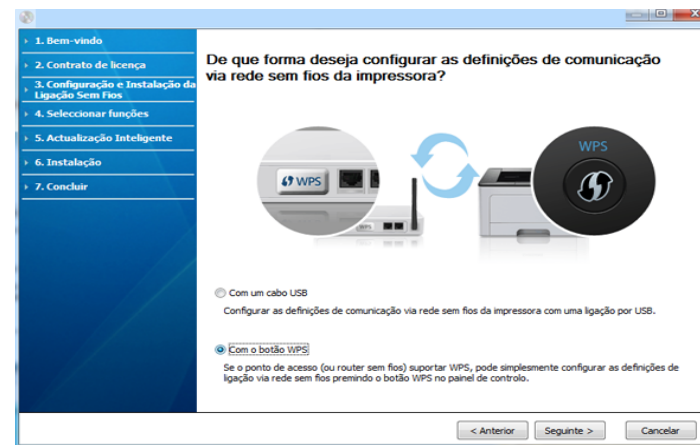 1. Bem-vindo
2. Contrato de licença
3. Configuração e Instalação da
Ligação Sem Fios
4. Seleccionar funções
5. Actualização Inteligente
6. Instalação
7. Concluir
De que forma deseja configurar as definições de comunicação
via rede sem fios da impressora?
WPS
WPS
WPS
Com um cabo USB
Configurar as definições de comunicação via rede sem fios da impressora com uma ligação por USB.
Com o botão WPS
Se o ponto de acesso (ou router sem fios) suportar WPS, pode simplesmente configurar as definições de
ligação via rede sem fios premindo o botão WPS no painel de controlo.
< Anterior
Seguinte >
Cancelar